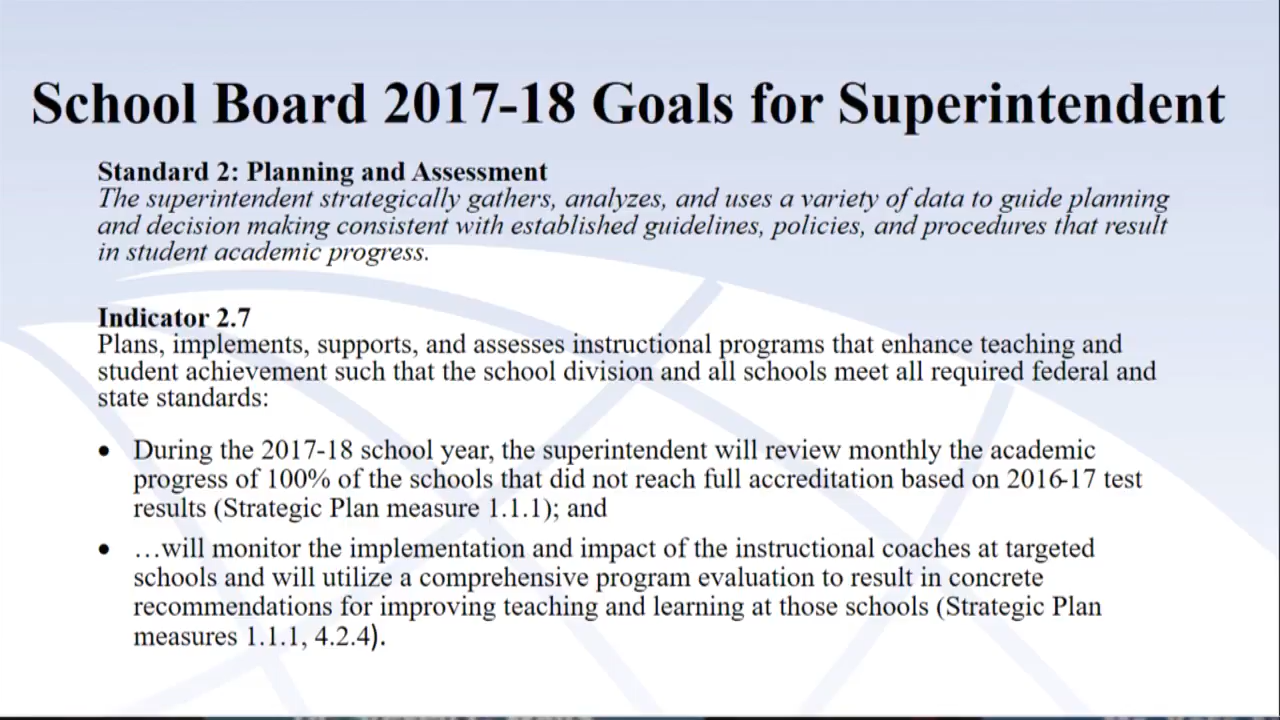 School Board 2017-18 Goals for Superintendent
Standard 2: Planning and Assessment
The superintendent strategically gathers, analyzes, and uses a variety of data to guide planning
and decision making consistent with established guidelines, policies, and procedures that result
in student academic progress.
Indicator 2.7
Plans, implements, supports, and assesses instructional programs that enhance teaching and
student achievement such that the school division and all schools meet all required federal and
state standards:
• During the 2017-18 school year, the superintendent will review monthly the academic
progress of 100% of the schools that did not reach full accreditation based on 2016-17 test
results (Strategic Plan measure 1.1.1); and
• …will monitor the implementation and impact of the instructional coaches at targeted
schools and will utilize a comprehensive program evaluation to result in concrete
recommendations for improving teaching and learning at those schools (Strategic Plan
measures 1.1.1, 4.2.4).